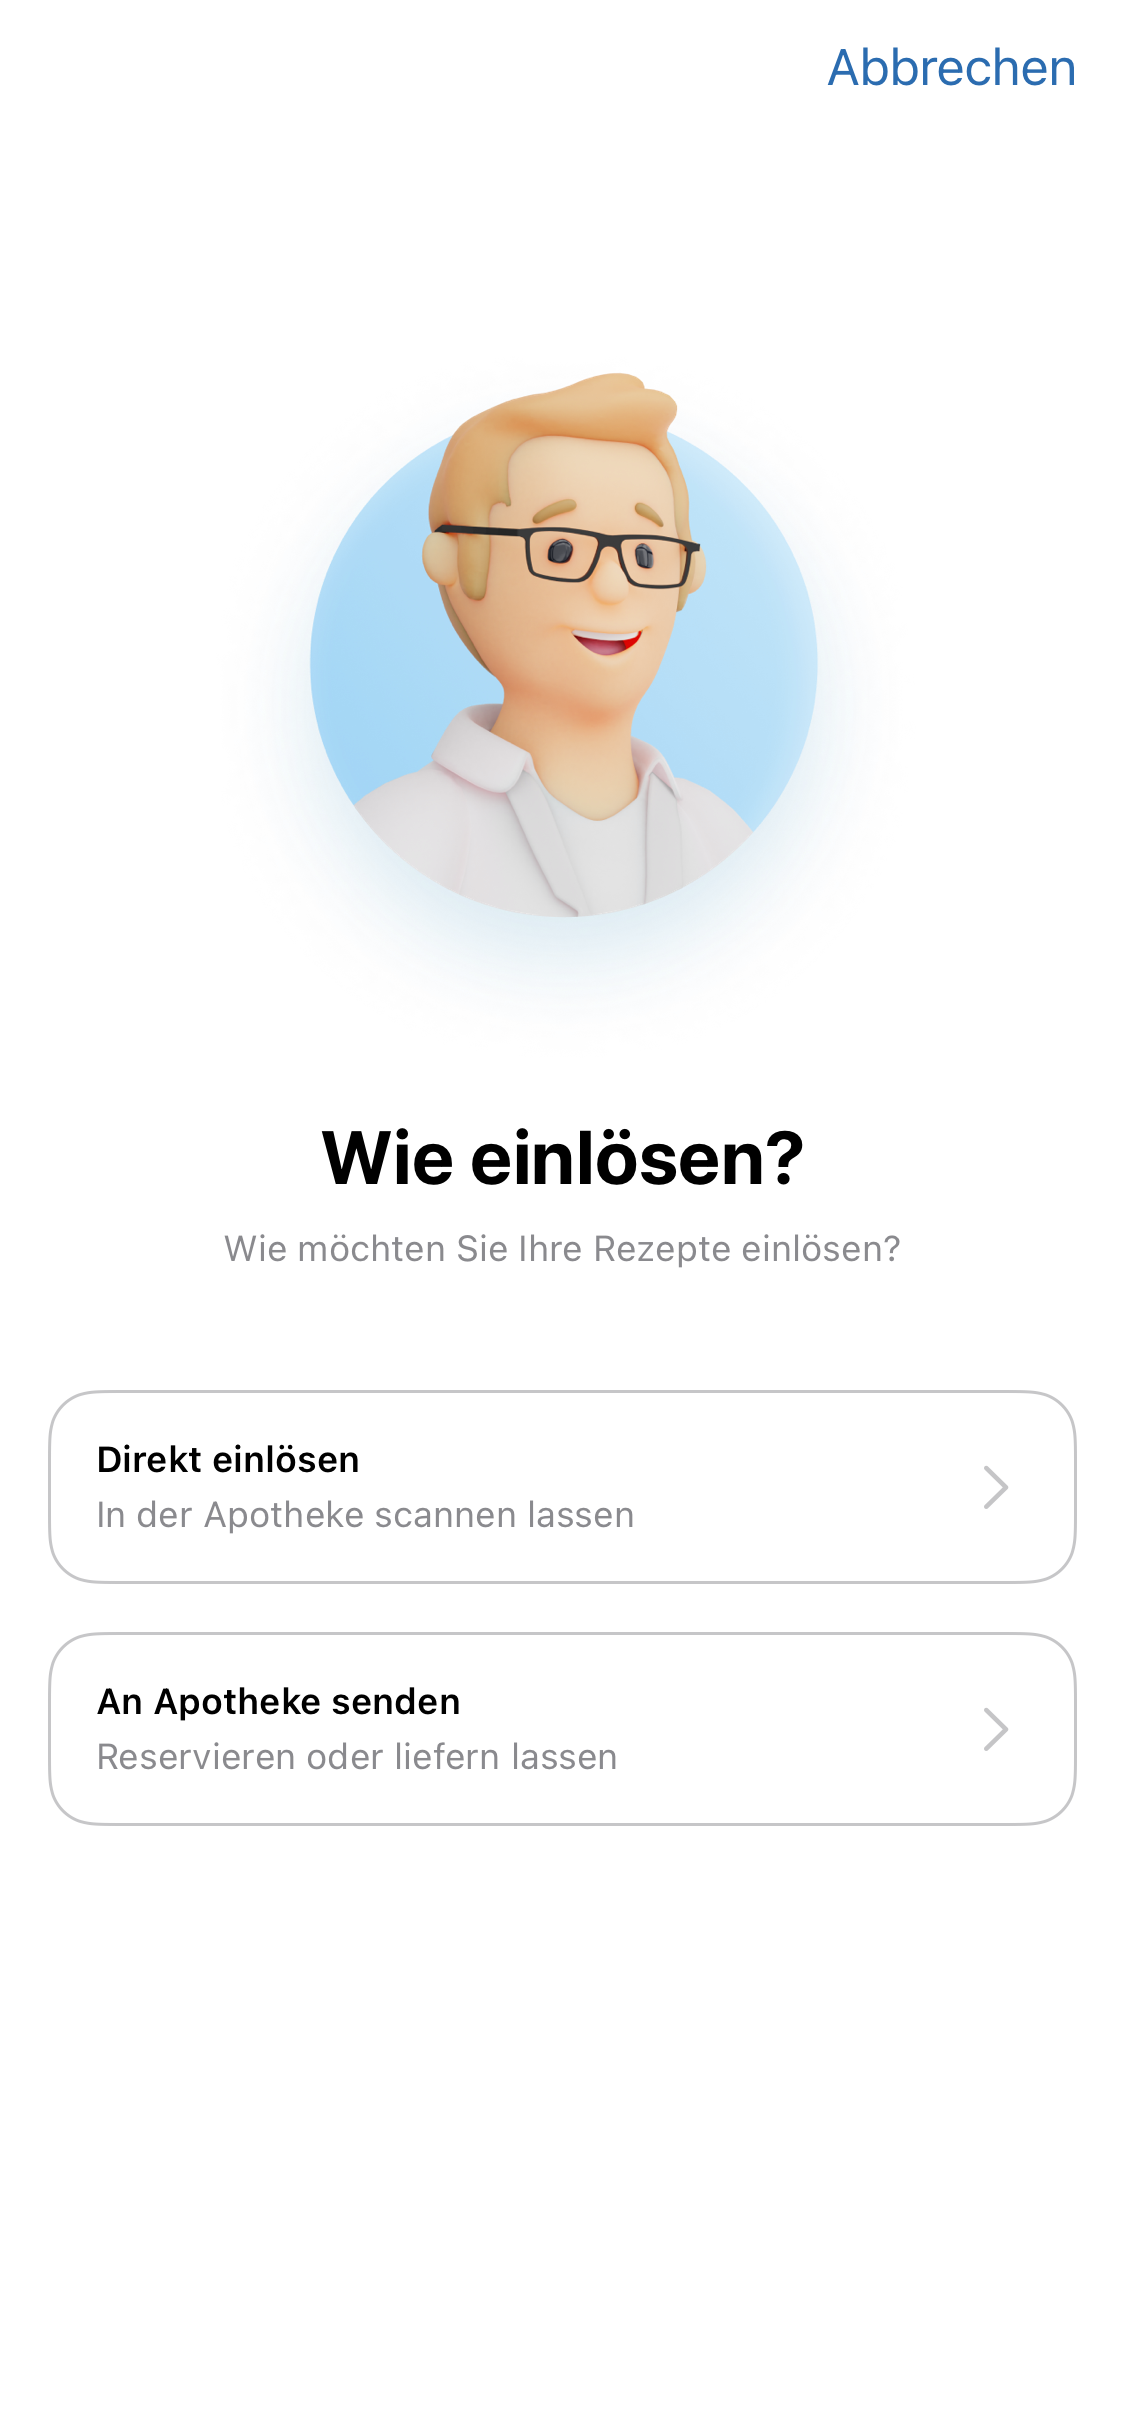 Abbrechen
Wie einlösen?
Wie möchten Sie Ihre Rezepte einlösen?
Direkt einlösen
In der Apotheke scannen lassen
An Apotheke senden
Reservieren oder liefern lassen